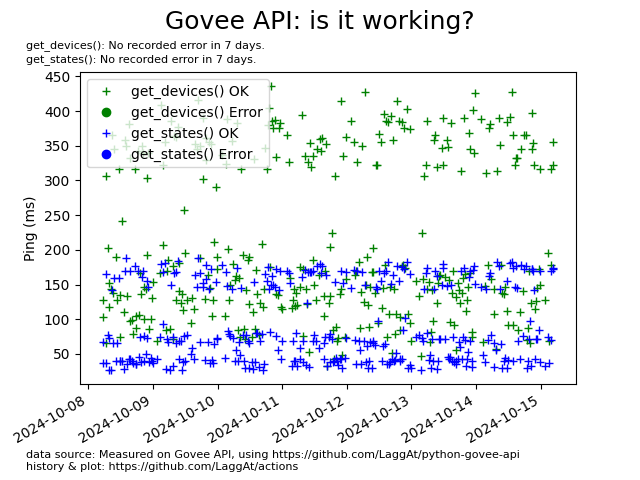 Govee API: is it working?
get_devices(): No recorded error in 7 days.
get_states(): No recorded error in 7 days.
450
400
350
300
250
200
150
100
50
Ping (ms)
get_devices() OK
get_devices() Error
get_states() OK
get_states() Error
2024-10-08
2024-10-09
2024-10-10
2024-10-11
2024-10-12
2024-10-13
2024-10-14
2024-10-15
data source: Measured on Govee API, using https://github.com/LaggAt/python-govee-api
history & plot: https://github.com/LaggAt/actions